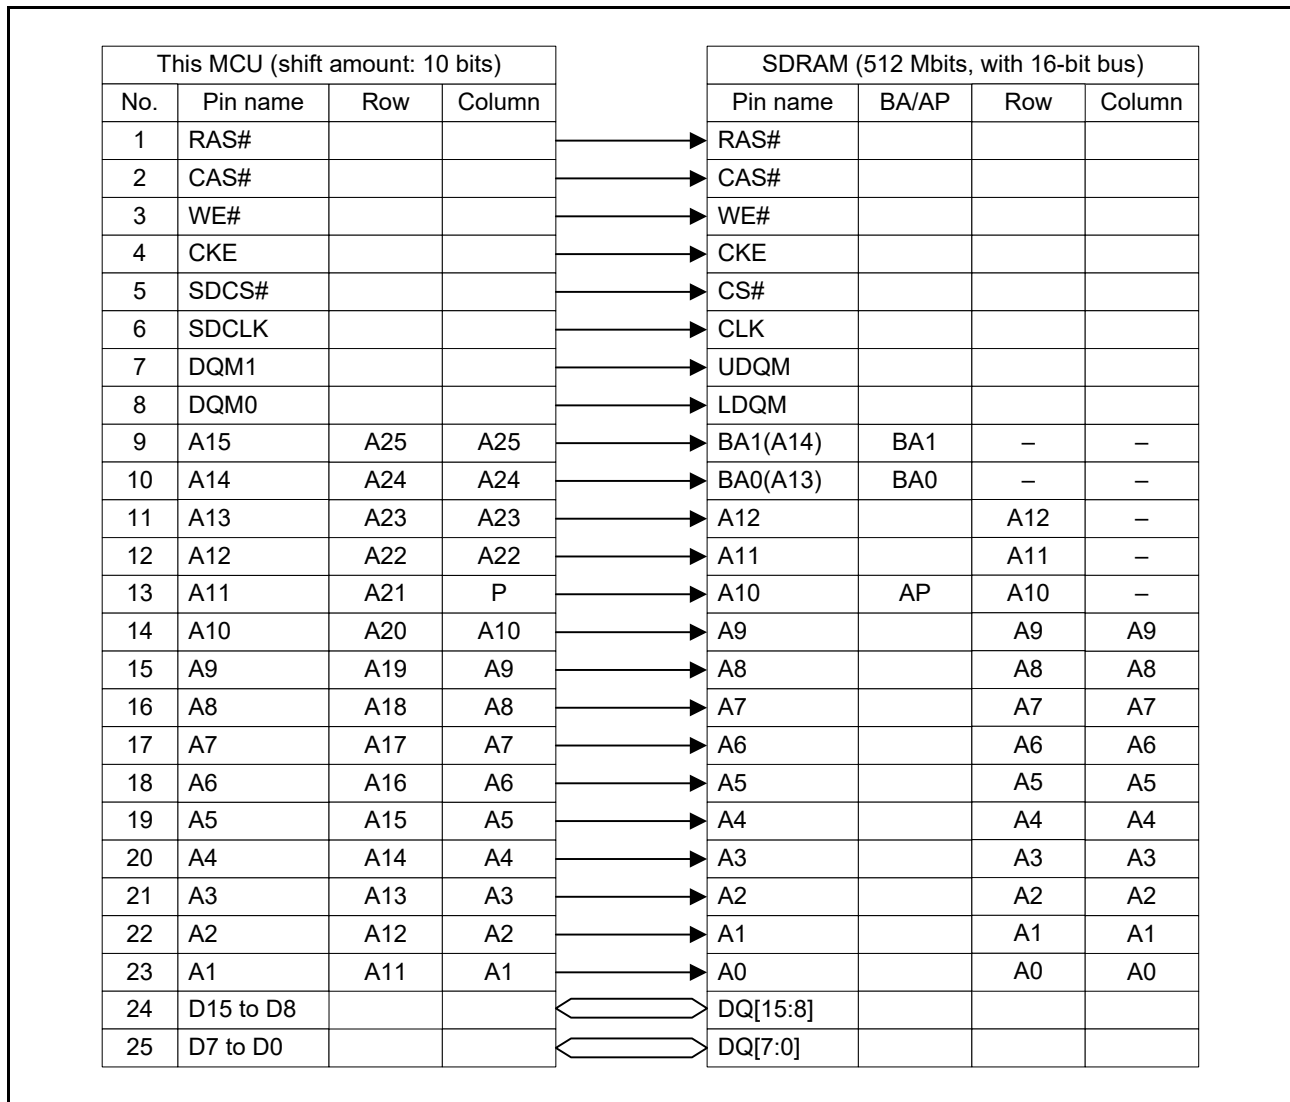 This MCU (shift amount: 10 bits) SDRAM (512 Mbits, with 16-bit bus)
No. Pin name Row Column Pin name BA/AP Row Column
1 RAS# RAS#
2 CAS# CAS#
3 WE# WE#
4 CKE CKE
5 SDCS# CS#
6 SDCLK CLK
7 DQM1 UDQM
8 DQM0 LDQM
9 A15 A25 A25 BA1(A14) BA1 – –
10 A14 A24 A24 BA0(A13) BA0 – –
11 A13 A23 A23 A12 A12 –
12 A12 A22 A22 A11 A11 –
13 A11 A21 P A10 AP A10 –
14 A10 A20 A10 A9 A9 A9
15 A9 A19 A9 A8 A8 A8
16 A8 A18 A8 A7 A7 A7
17 A7 A17 A7 A6 A6 A6
18 A6 A16 A6 A5 A5 A5
19 A5 A15 A5 A4 A4 A4
20 A4 A14 A4 A3 A3 A3
21 A3 A13 A3 A2 A2 A2
22 A2 A12 A2 A1 A1 A1
23 A1 A11 A1 A0 A0 A0
24 D15 to D8 DQ[15:8]
25 D7 to D0 DQ[7:0]